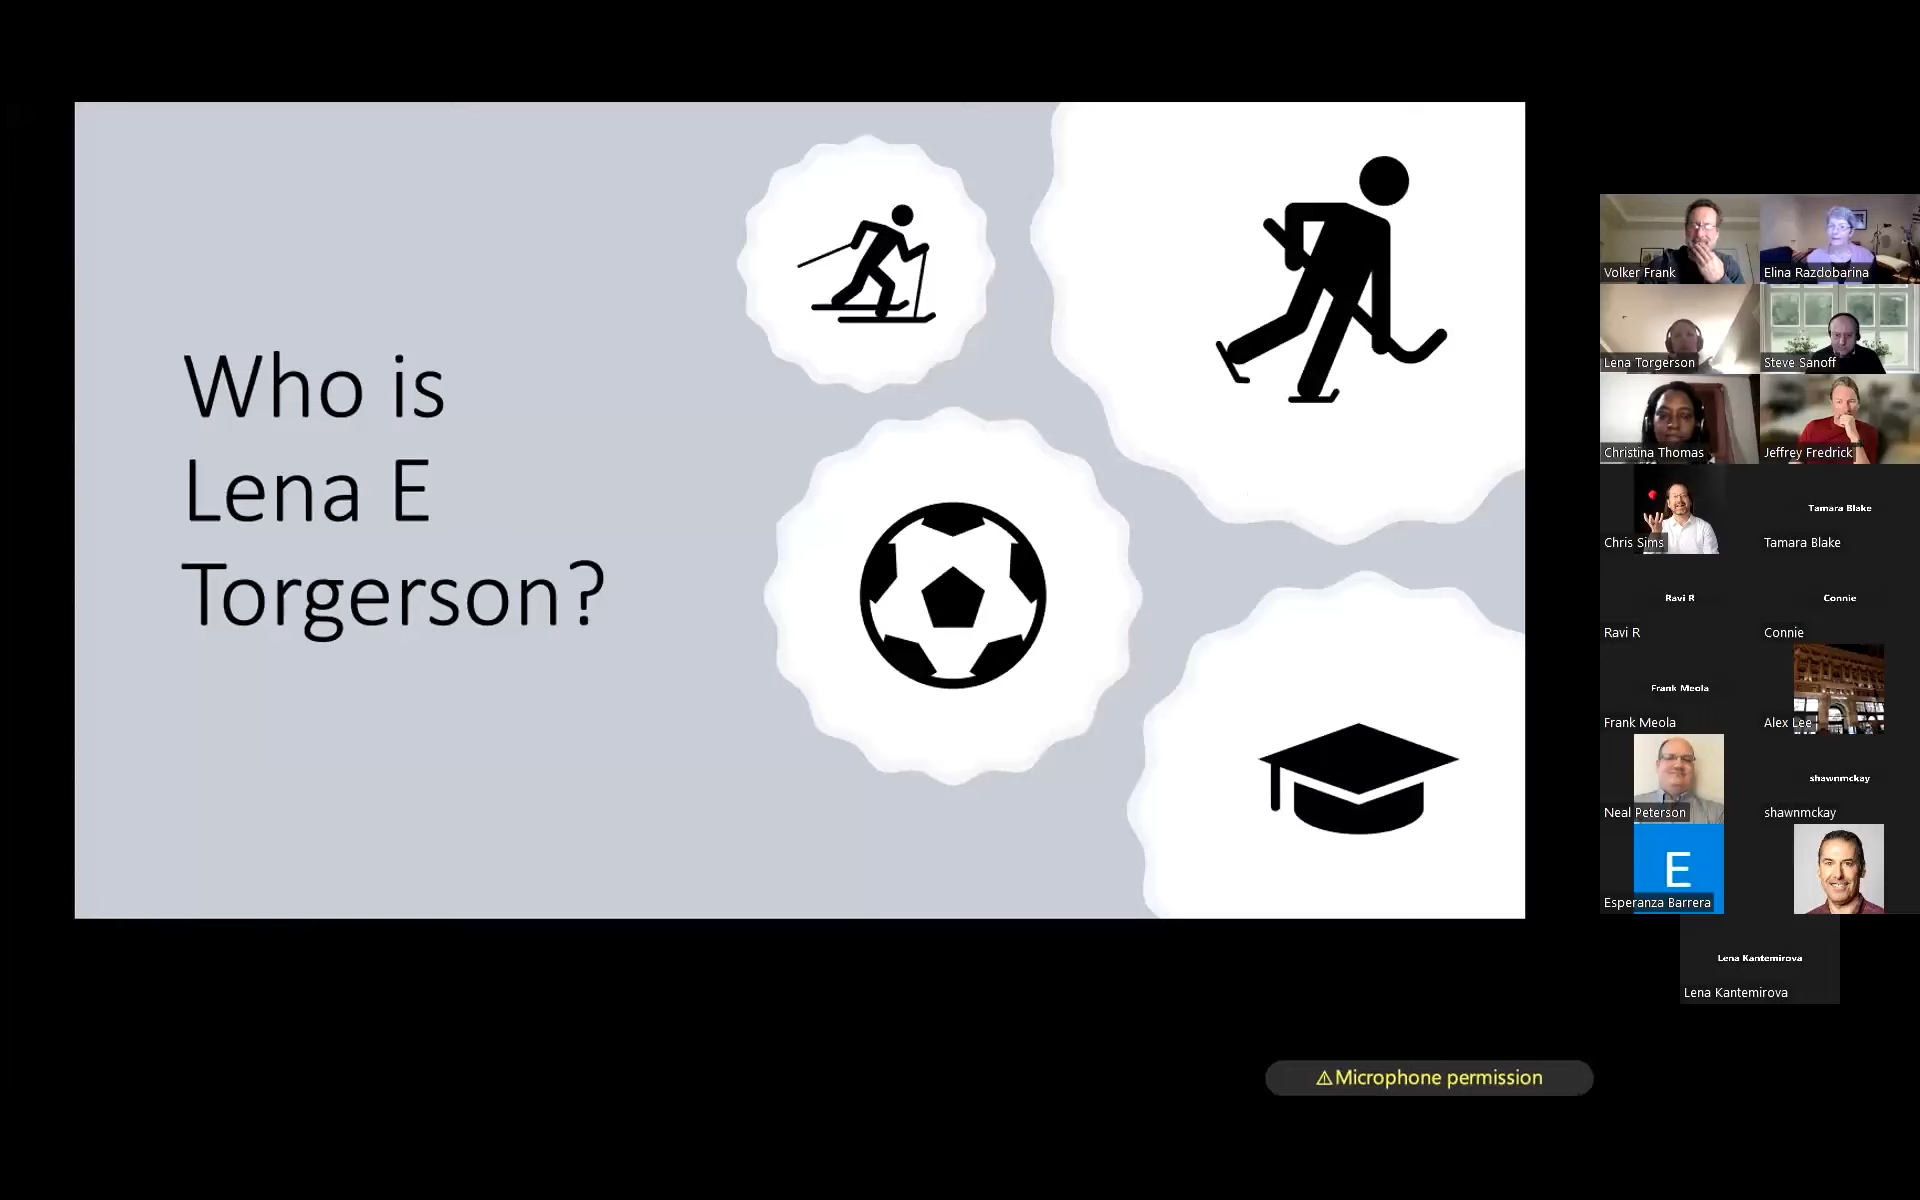 Who is
Lena E
Torgerson?
Volker Frank
Elina Razdobarina
Lena Torgerson
Steve Sanoff
Christina Thomas
Jeffrey Fredrick
Chris Sims
Tamara Blake
Tamara Blake
Ravi R
Ravi R
Connie
Connie
Frank Meola
Frank Meola
Alex Lee
Neal Peterson
shawnmckay
shawnmckay
E
Esperanza Barrera
Lena Kantemirova
Lena Kantemirova
⚠Microphone permission